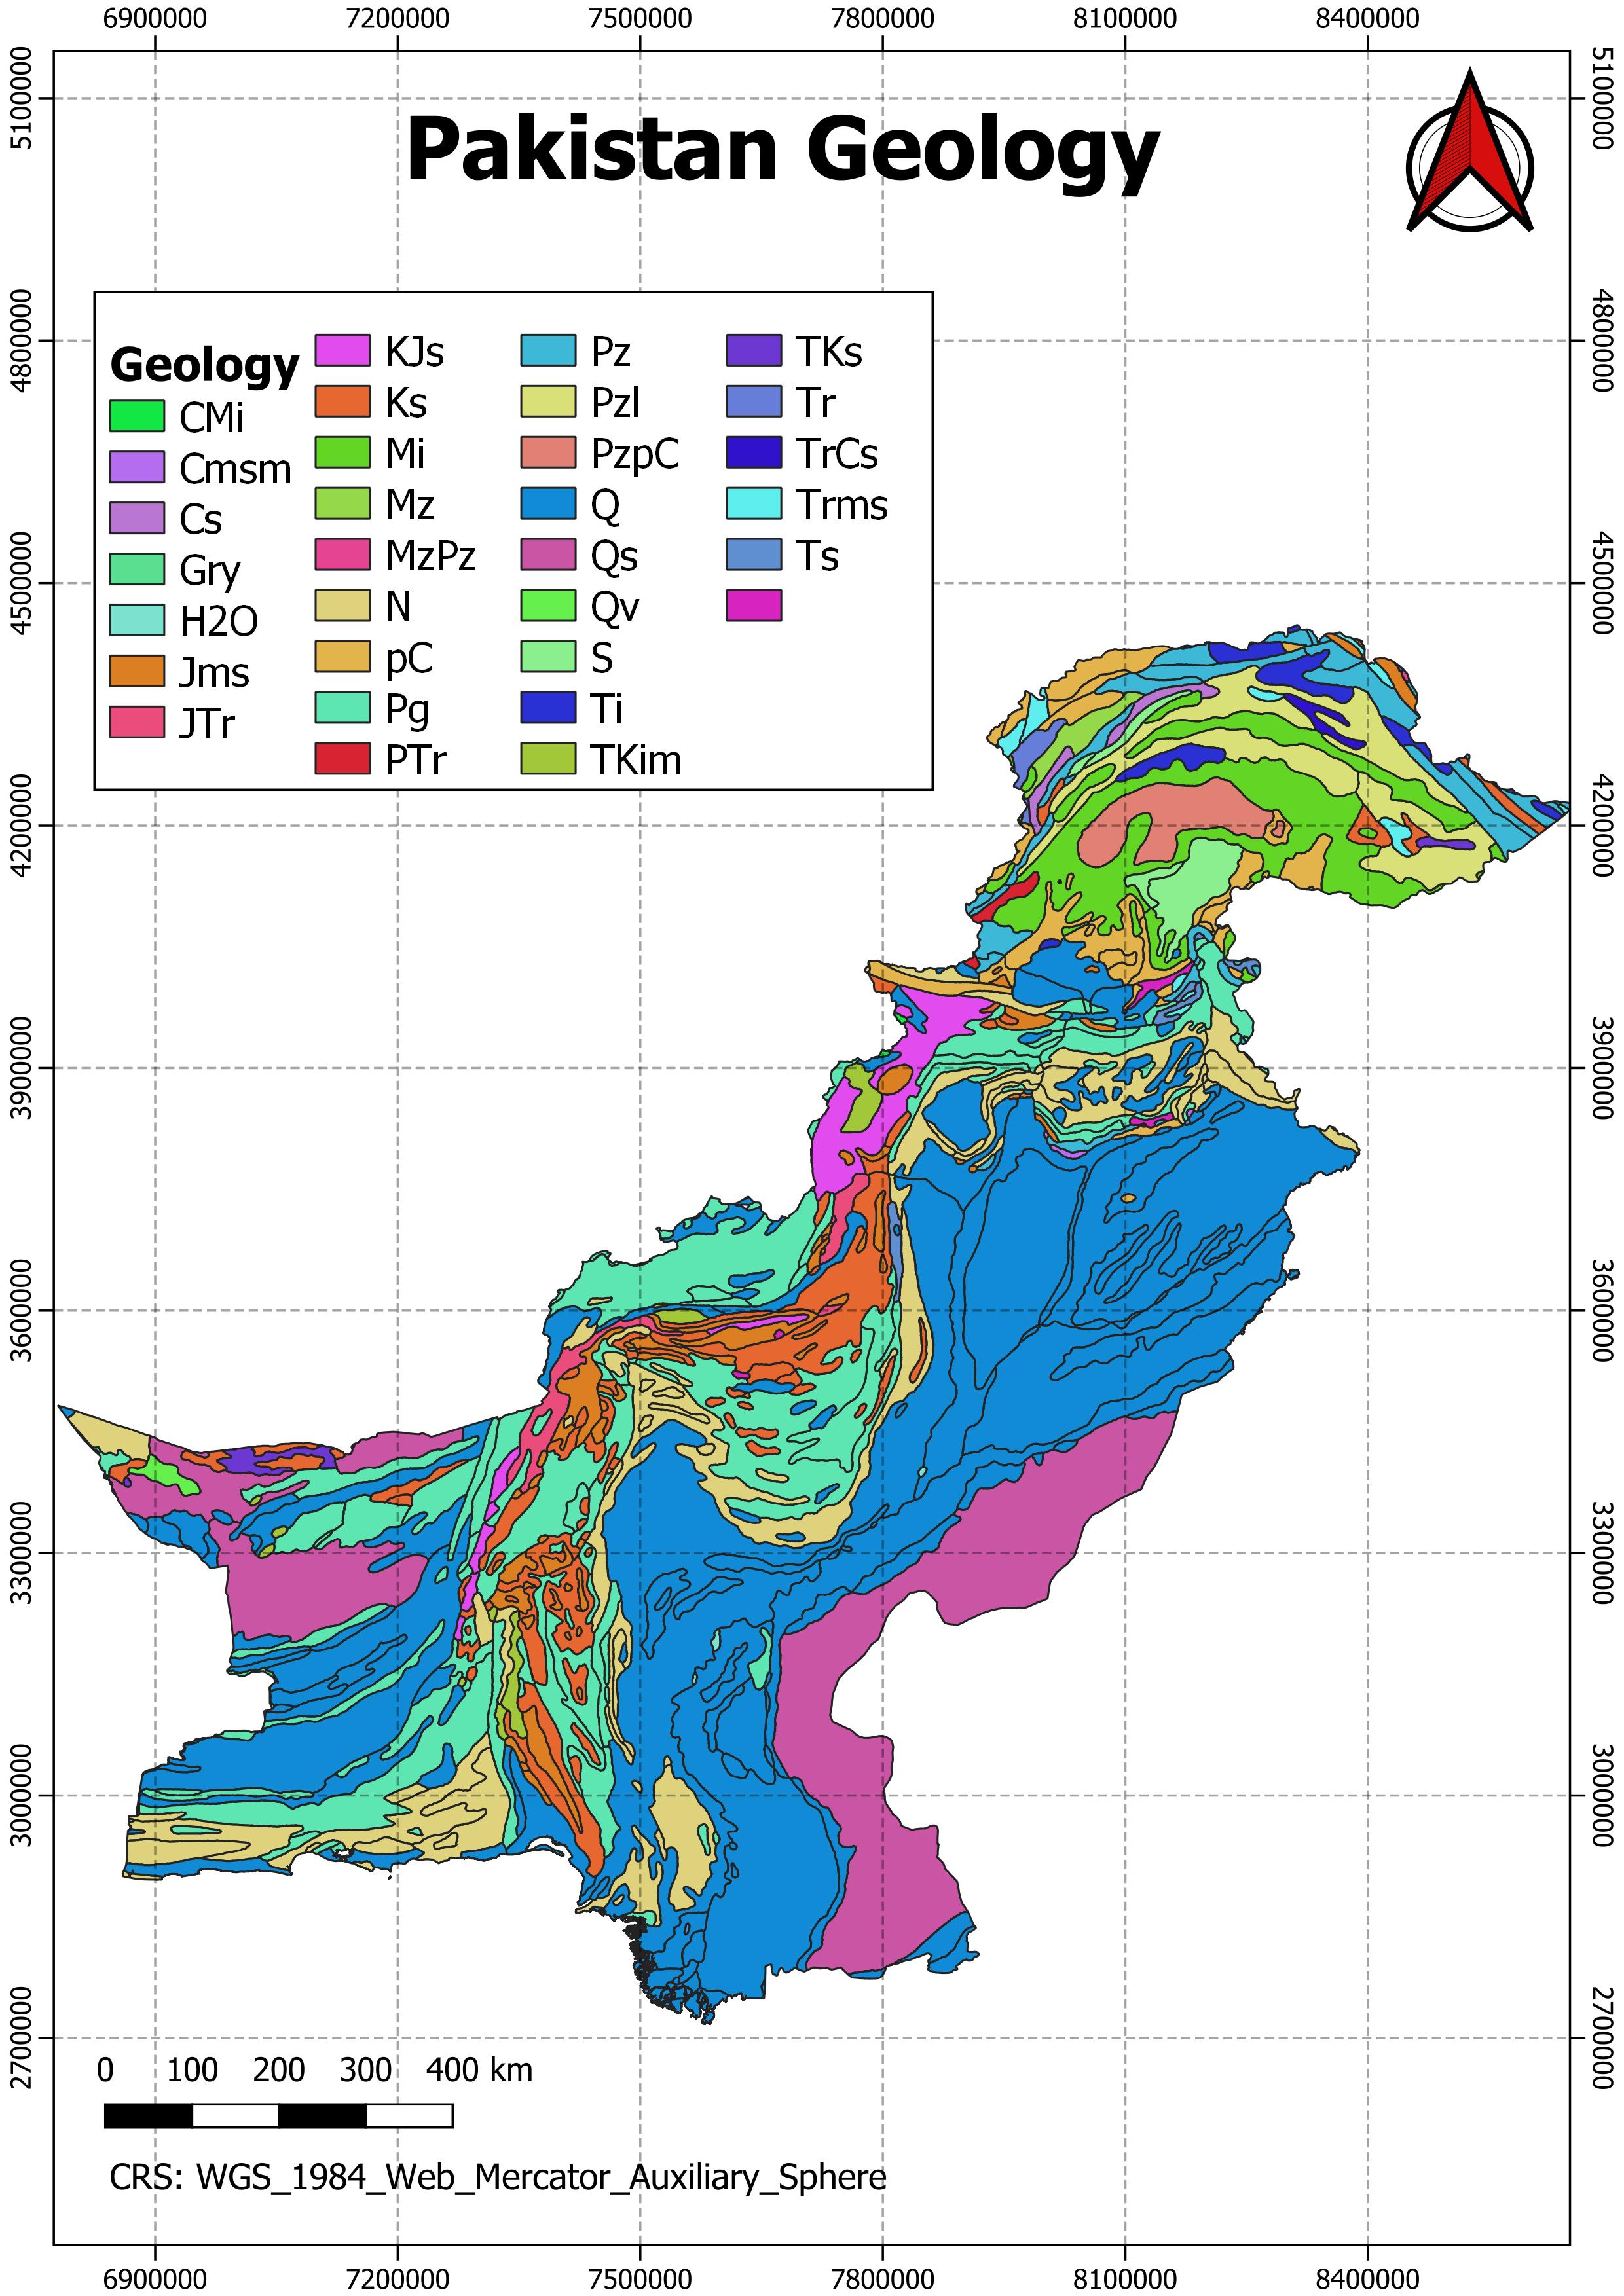 6900000 7200000 7500000 7800000 8100000 8400000
Pakistan Geology
5100000
4800000
4500000
4200000
3900000
3600000
3300000
3000000
2700000
5100000
4800000
4500000
4200000
3900000
3600000
3300000
3000000
2700000
Geology
CMi
Cmsm
Cs
Gry
H2O
Jms
JTr
KJs
Ks
Mi
Mz
MzPz
N
pC
Pg
PTr
Pz
Pzl
PzpC
Q
Qs
Qv
S
Ti
TKim
TKs
Tr
TrCs
Trms
Ts
0 100 200 300 400 km
CRS: WGS_1984_Web_Mercator_Auxiliary_Sphere
6900000 7200000 7500000 7800000 8100000 8400000